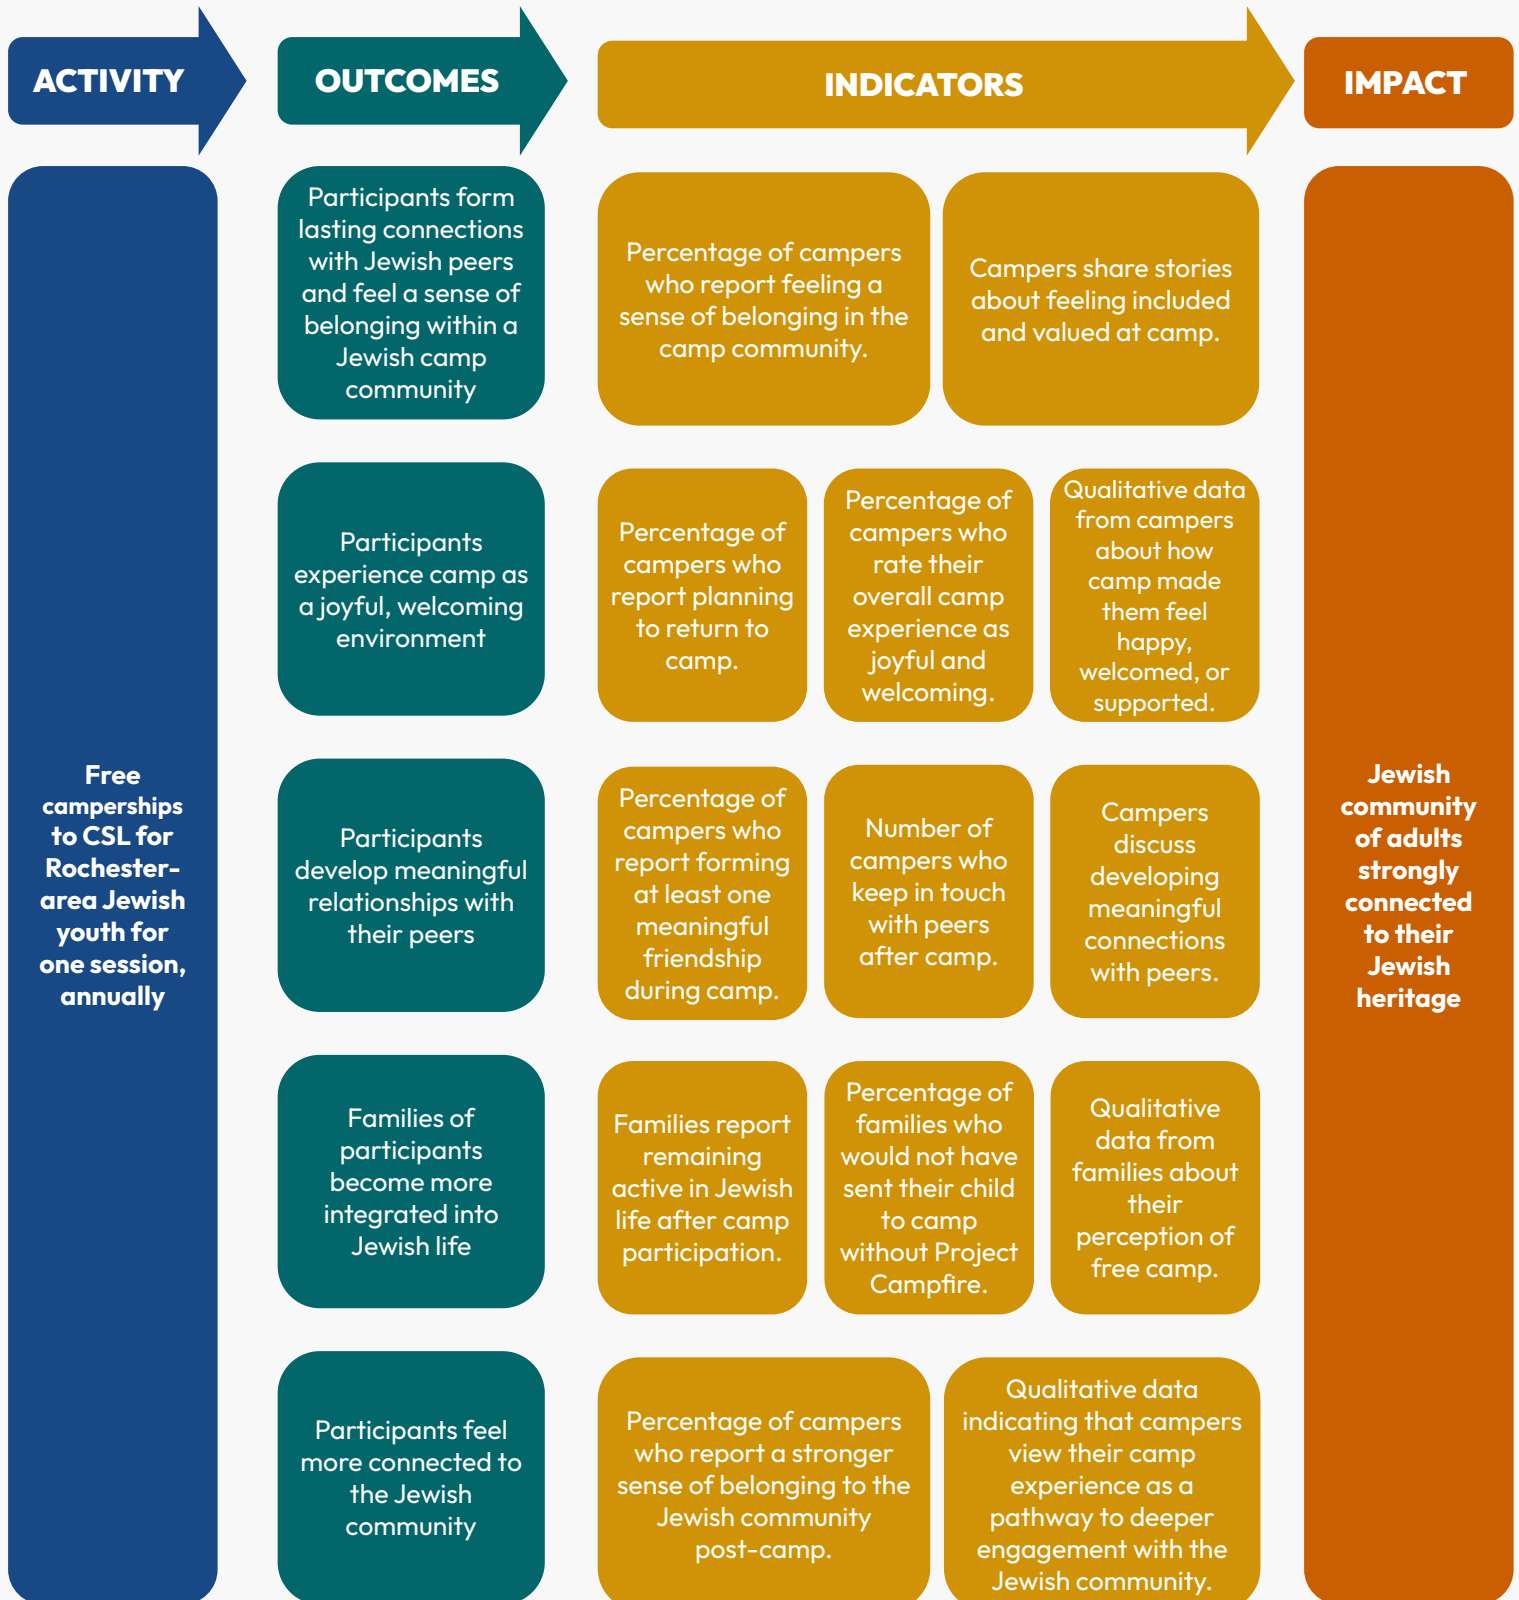 ACTIVITY
OUTCOMES
INDICATORS
IMPACT
Free
camperships
to CSL for
Rochester-
area Jewish
youth for
one session,
annually
Participants form
lasting connections
with Jewish peers
and feel a sense of
belonging within a
Jewish camp
community
Percentage of campers
who report feeling a
sense of belonging in the
camp community.
Campers share stories
about feeling included
and valued at camp.
Participants
experience camp as
a joyful, welcoming
environment
Percentage of
campers who
report planning
to return to
camp.
Percentage of
campers who
rate their
overall camp
experience as
joyful and
welcoming.
Qualitative data
from campers
about how
camp made
them feel
happy,
welcomed, or
supported.
Participants
develop meaningful
relationships with
their peers
Percentage of
campers who
report forming
at least one
meaningful
friendship
during camp.
Number of
campers who
keep in touch
with peers
after camp.
Campers
discuss
developing
meaningful
connections
with peers.
Families of
participants
become more
integrated into
Jewish life
Families report
remaining
active in Jewish
life after camp
participation.
Percentage of
families who
would not have
sent their child
to camp
without Project
Campfire.
Qualitative
data from
families about
their
perception of
free camp.
Participants feel
more connected to
the Jewish
community
Percentage of campers
who report a stronger
sense of belonging to the
Jewish community
post-camp.
Qualitative data
indicating that campers
view their camp
experience as a
pathway to deeper
engagement with the
Jewish community.
Jewish
community
of adults
strongly
connected
to their
Jewish
heritage